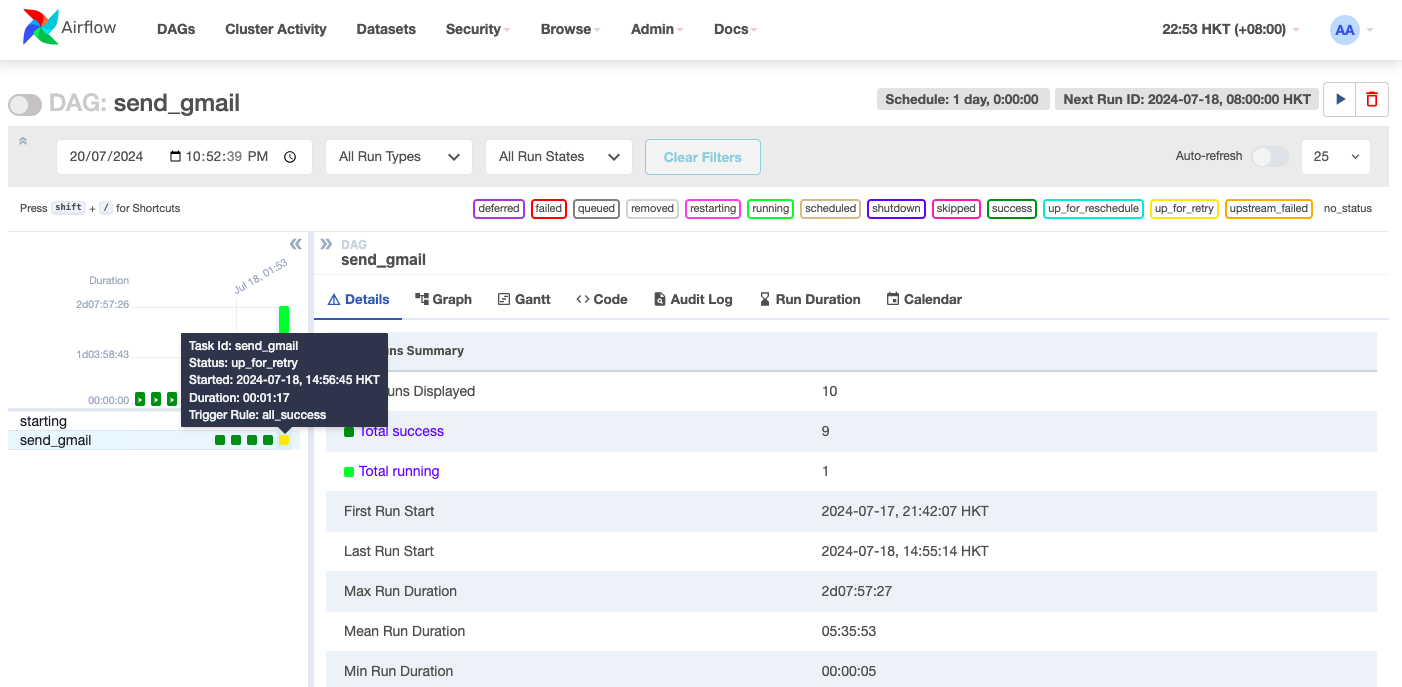 Airflow DAGs Cluster Activity Datasets Security Browse Admin Docs 22:53 HKT (+08:00) AA
DAG: send_gmail Schedule: 1 day, 0:00:00 Next Run ID: 2024-07-18, 08:00:00 HKT
20/07/2024 10:52:39 PM All Run Types All Run States Clear Filters Auto-refresh 25
Press shift + / for Shortcuts deferred failed queued removed restarting running scheduled shutdown skipped success up_for_reschedule up_for_retry upstream_failed no_status
Jul 18, 01:53
Duration
2d07:57:26
1d03:58:43
00:00:00
Task Id: send_gmail
Status: up_for_retry
Started: 2024-07-18, 14:56:45 HKT
Duration: 00:01:17
Trigger Rule: all_success
starting
send_gmail
DAG
send_gmail
Details Graph Gantt Code Audit Log Run Duration Calendar
Summary
Displayed 10
Total success 9
Total running 1
First Run Start 2024-07-17, 21:42:07 HKT
Last Run Start 2024-07-18, 14:55:14 HKT
Max Run Duration 2d07:57:27
Mean Run Duration 05:35:53
Min Run Duration 00:00:05